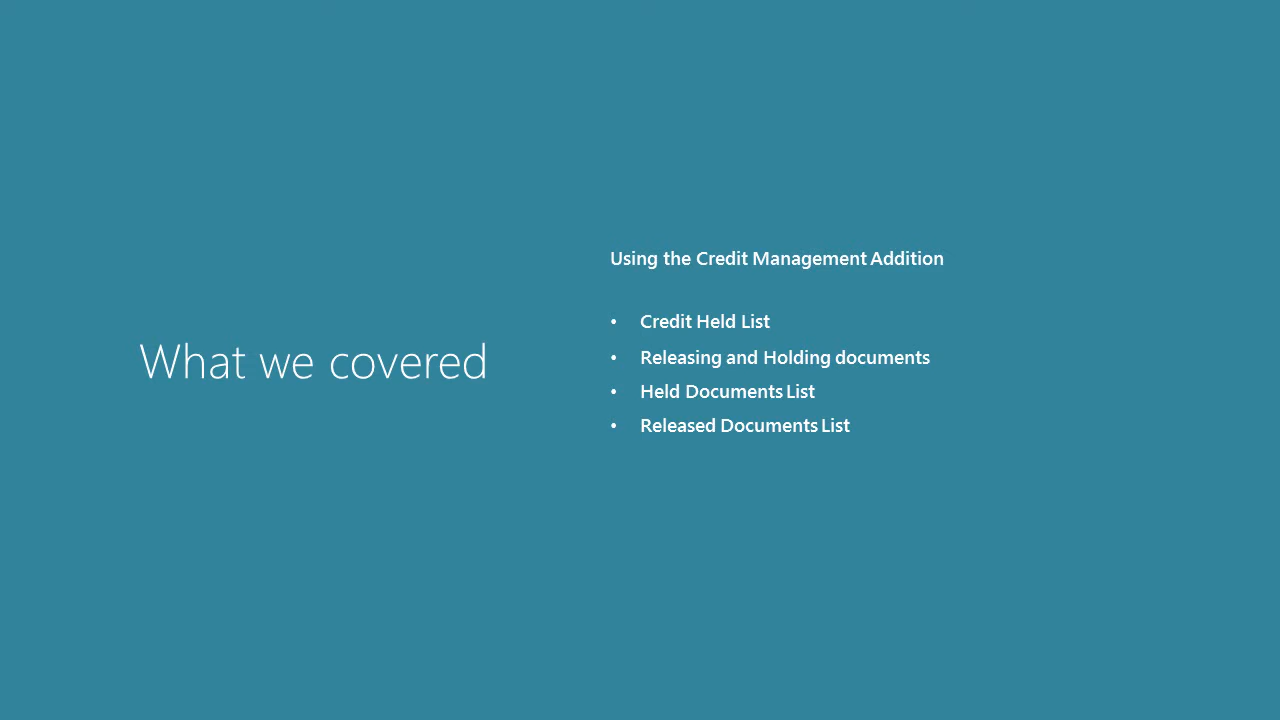 What we covered
Using the Credit Management Addition
• Credit Held List
• Releasing and Holding documents
• Held Documents List
• Released Documents List